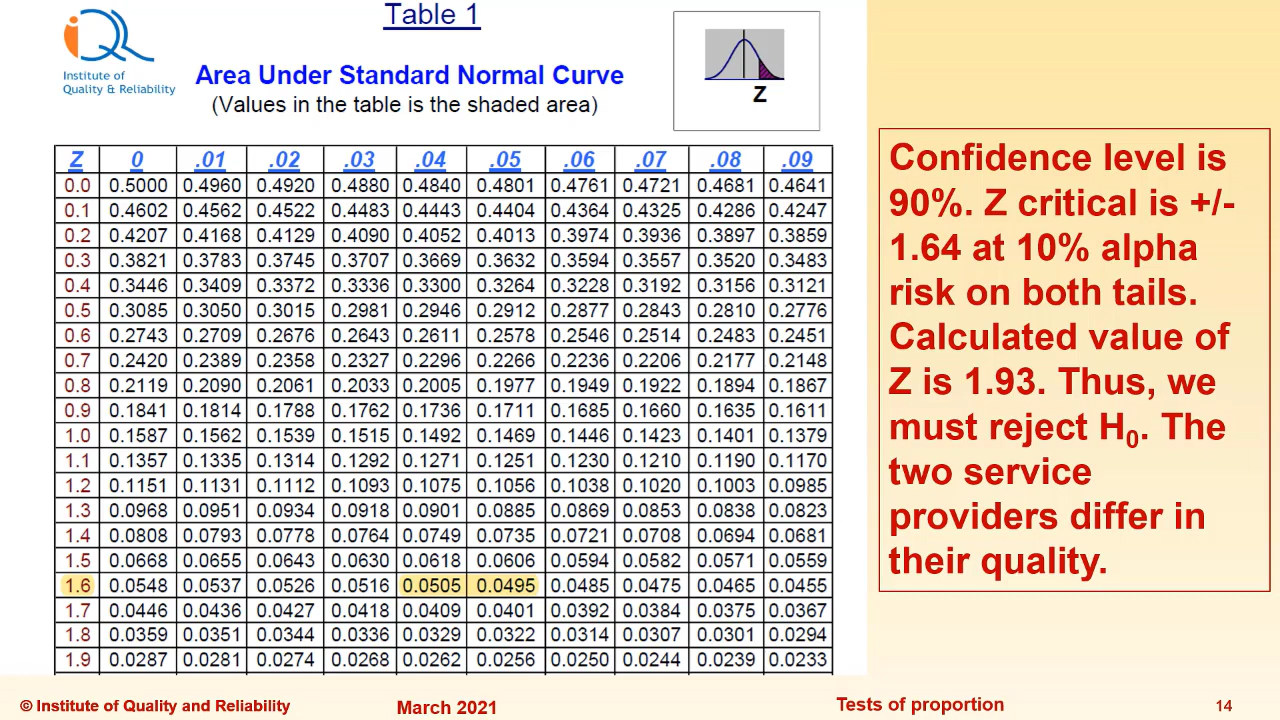 Table 1
iQR
Institute of
Quality & Reliability
Area Under Standard Normal Curve
(Values in the table is the shaded area)
Z
Z 0 .01 .02 .03 .04 .05 .06 .07 .08 .09
0.0 0.5000 0.4960 0.4920 0.4880 0.4840 0.4801 0.4761 0.4721 0.4681 0.4641
0.1 0.4602 0.4562 0.4522 0.4483 0.4443 0.4404 0.4364 0.4325 0.4286 0.4247
0.2 0.4207 0.4168 0.4129 0.4090 0.4052 0.4013 0.3974 0.3936 0.3897 0.3859
0.3 0.3821 0.3783 0.3745 0.3707 0.3669 0.3632 0.3594 0.3557 0.3520 0.3483
0.4 0.3446 0.3409 0.3372 0.3336 0.3300 0.3264 0.3228 0.3192 0.3156 0.3121
0.5 0.3085 0.3050 0.3015 0.2981 0.2946 0.2912 0.2877 0.2843 0.2810 0.2776
0.6 0.2743 0.2709 0.2676 0.2643 0.2611 0.2578 0.2546 0.2514 0.2483 0.2451
0.7 0.2420 0.2389 0.2358 0.2327 0.2296 0.2266 0.2236 0.2206 0.2177 0.2148
0.8 0.2119 0.2090 0.2061 0.2033 0.2005 0.1977 0.1949 0.1922 0.1894 0.1867
0.9 0.1841 0.1814 0.1788 0.1762 0.1736 0.1711 0.1685 0.1660 0.1635 0.1611
1.0 0.1587 0.1562 0.1539 0.1515 0.1492 0.1469 0.1446 0.1423 0.1401 0.1379
1.1 0.1357 0.1335 0.1314 0.1292 0.1271 0.1251 0.1230 0.1210 0.1190 0.1170
1.2 0.1151 0.1131 0.1112 0.1093 0.1075 0.1056 0.1038 0.1020 0.1003 0.0985
1.3 0.0968 0.0951 0.0934 0.0918 0.0901 0.0885 0.0869 0.0853 0.0838 0.0823
1.4 0.0808 0.0793 0.0778 0.0764 0.0749 0.0735 0.0721 0.0708 0.0694 0.0681
1.5 0.0668 0.0655 0.0643 0.0630 0.0618 0.0606 0.0594 0.0582 0.0571 0.0559
1.6 0.0548 0.0537 0.0526 0.0516 0.0505 0.0495 0.0485 0.0475 0.0465 0.0455
1.7 0.0446 0.0436 0.0427 0.0418 0.0409 0.0401 0.0392 0.0384 0.0375 0.0367
1.8 0.0359 0.0351 0.0344 0.0336 0.0329 0.0322 0.0314 0.0307 0.0301 0.0294
1.9 0.0287 0.0281 0.0274 0.0268 0.0262 0.0256 0.0250 0.0244 0.0239 0.0233
Confidence level is
90%. Z critical is +/-
1.64 at 10% alpha
risk on both tails.
Calculated value of
Z is 1.93. Thus, we
must reject H₀. The
two service
providers differ in
their quality.
© Institute of Quality and Reliability
March 2021
Tests of proportion
14